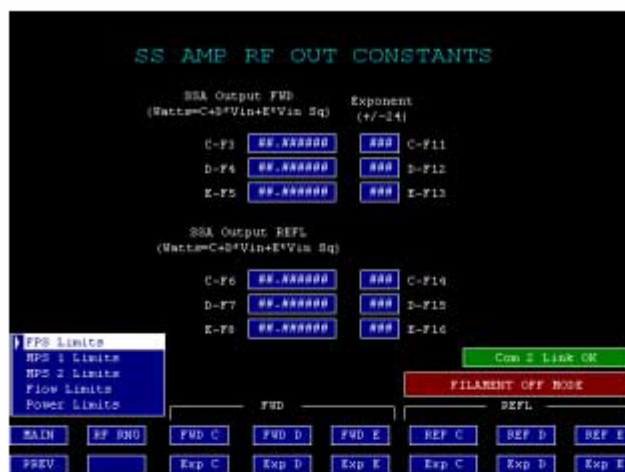 SS AMP RF OUT CONSTANTS
SSA Output FWD
(Watts=C+D*Vin+E*Vin Sq)
Exponent
(+/-24)
C-F3 ##.###### ### C-F11
D-F4 ##.###### ### D-F12
E-F5 ##.###### ### E-F13
SSA Output REFL
(Watts=C+D*Vin+E*Vin Sq)
C-F6 ##.###### ### C-F14
D-F7 ##.###### ### D-F15
E-F8 ##.###### ### E-F16
FPS Limits
MPS 1 Limits
MPS 2 Limits
Flow Limits
Power Limits
Com 2 Link OK
FILAMENT OFF MODE
FWD REFL
MAIN RF RNG FWD C FWD D FWD E REF C REF D REF E
PREV Exp C Exp D Exp E Exp C Exp D Exp E